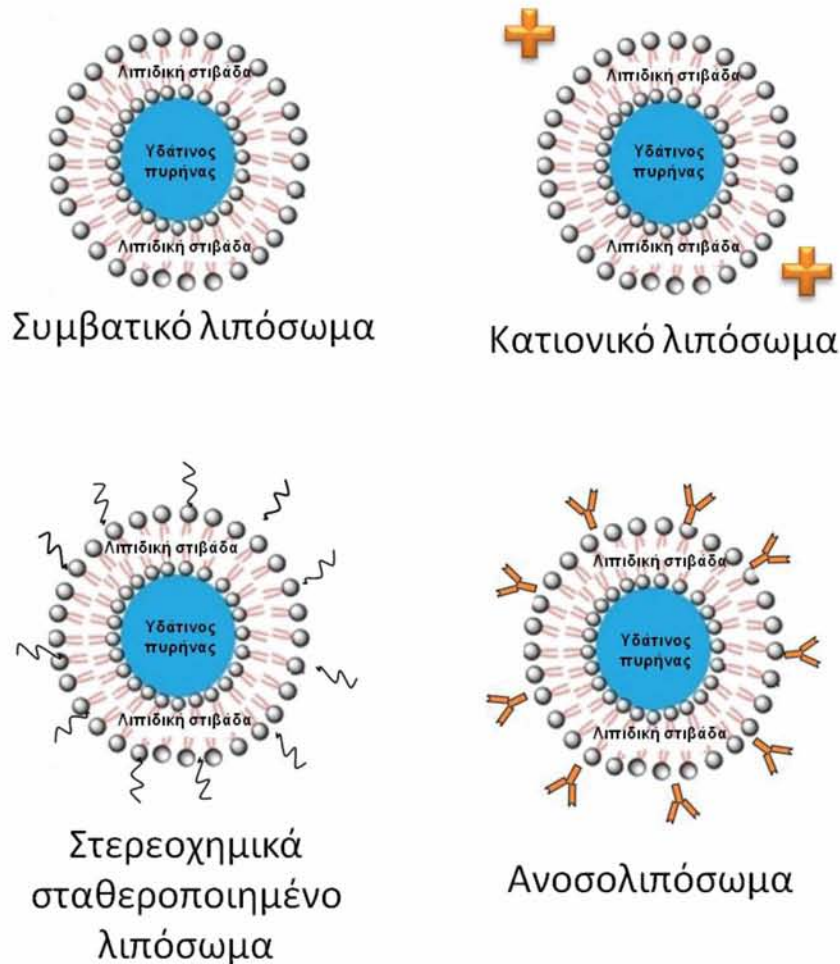 Λιπιδική στιβάδα
Υδάτινος
πυρήνας
Λιπιδική στιβάδα
Συμβατικό λιπόσωμα
Λιπιδική στιβάδα
Υδάτινος
πυρήνας
Λιπιδική στιβάδα
Κατιονικό λιπόσωμα
Λιπιδική στιβάδα
Υδάτινος
πυρήνας
Λιπιδική στιβάδα
Στερεοχημικά
σταθεροποιημένο
λιπόσωμα
Λιπιδική στιβάδα
Υδάτινος
πυρήνας
Λιπιδική στιβάδα
Ανοσολιπόσωμα